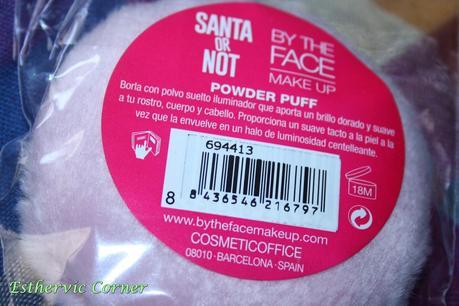 SANTA
OR
NOT
BY THE
FACE
MAKE UP
POWDER PUFF
Borla con polvo suelto iluminador que aporta un brillo dorado y suave
a tu rostro, cuerpo y cabello. Proporciona un suave tacto a la piel a la
vez que la envuelve en un halo de luminosidad centelleante.
694413
8 436546 216797
18M
www.bythefacemakeup.com
COSMETICOFFICE
08010 · BARCELONA · SPAIN
Esthervic Corner